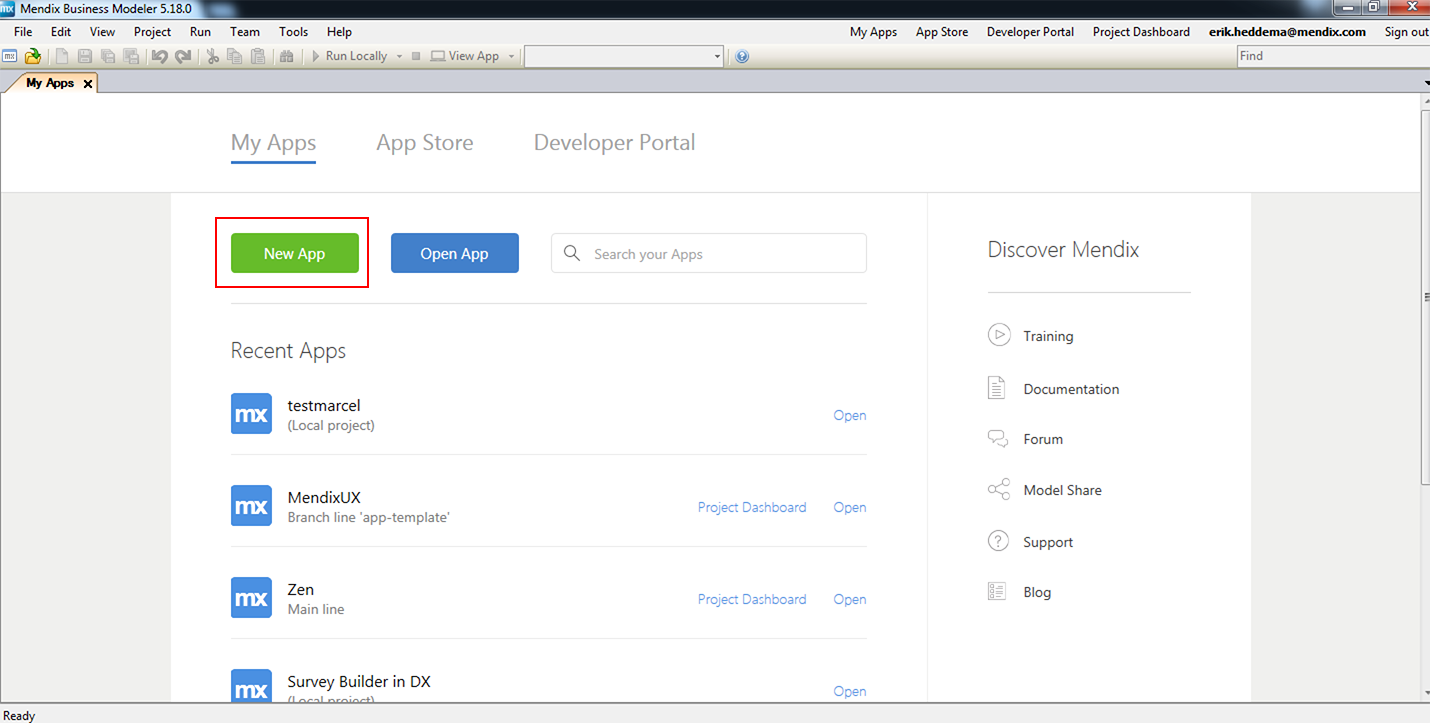 mx Mendix Business Modeler 5.18.0
File Edit View Project Run Team Tools Help My Apps App Store Developer Portal Project Dashboard erik.heddema@mendix.com Sign out
mx Run Locally View App ? Find
My Apps
My Apps App Store Developer Portal
New App Open App Search your Apps
Discover Mendix
Recent Apps
Training
mx testmarcel
(Local project)
Open
Documentation
Forum
mx MendixUX
Branch line 'app-template'
Project Dashboard Open
Model Share
? Support
mx Zen
Main line
Project Dashboard Open
Blog
mx Survey Builder in DX
(Local project)
Open
Ready